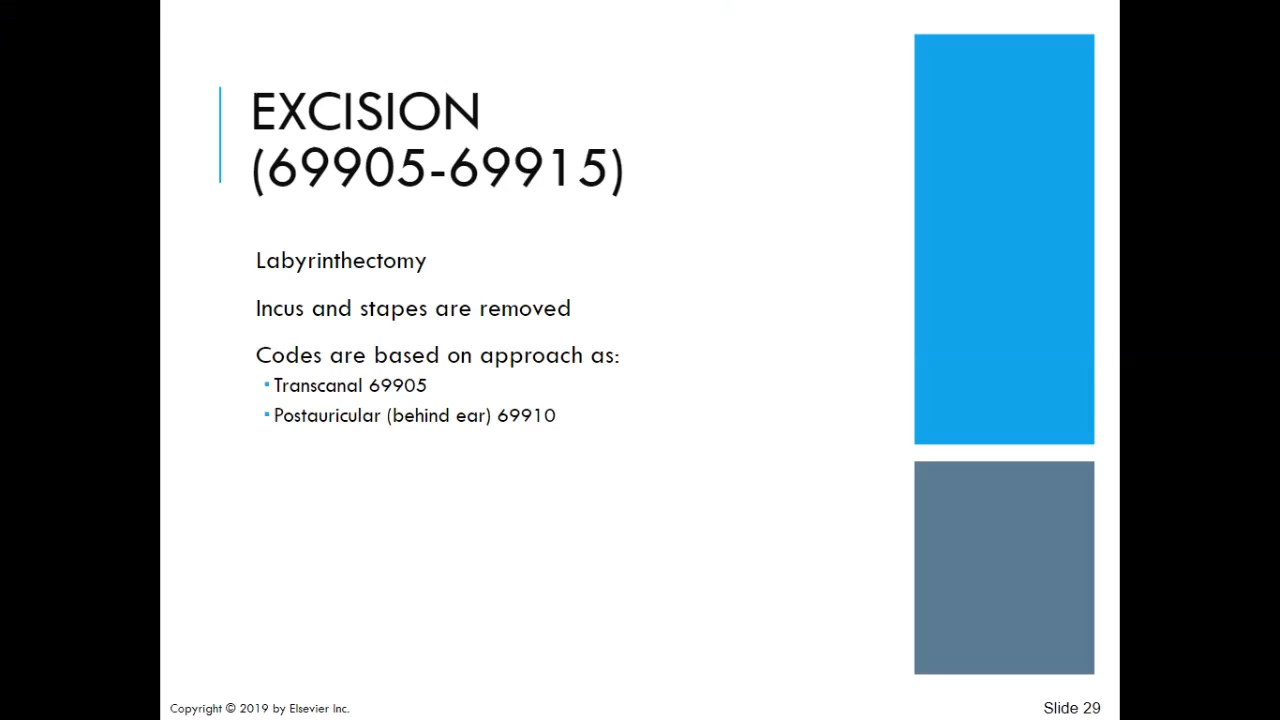 EXCISION
(69905-69915)
Labyrinthectomy
Incus and stapes are removed
Codes are based on approach as:
▪Transcanal 69905
▪Postauricular (behind ear) 69910
Copyright © 2019 by Elsevier Inc.
Slide 29